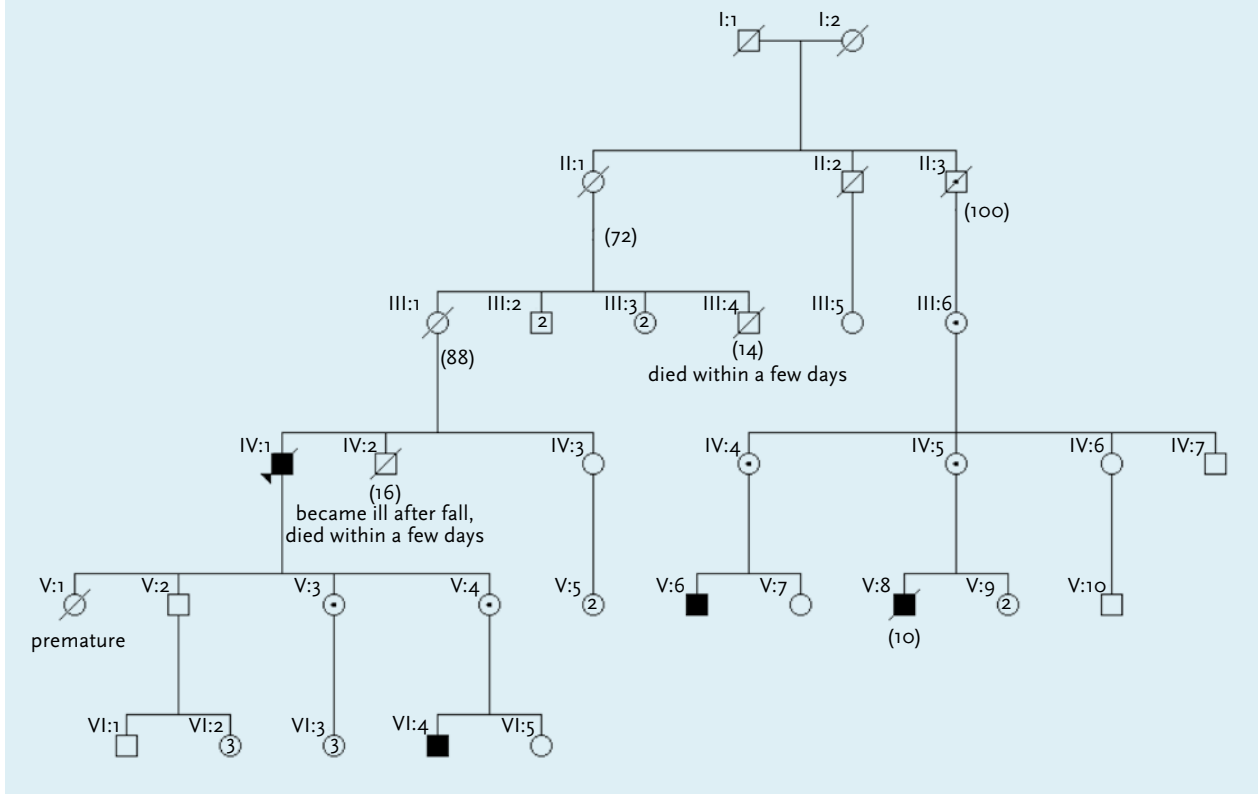 I:1 I:2
II:1 II:2 II:3
(100)
(72)
III:1 III:2 III:3 III:4 III:5 III:6
2 2
(14)
(88)
died within a few days
IV:1 IV:2 IV:3 IV:4 IV:5 IV:6 IV:7
(16)
became ill after fall,
died within a few days
V:1 V:2 V:3 V:4 V:5 V:6 V:7 V:8 V:9 V:10
2 2
premature
(10)
VI:1 VI:2 VI:3 VI:4 VI:5
3 3